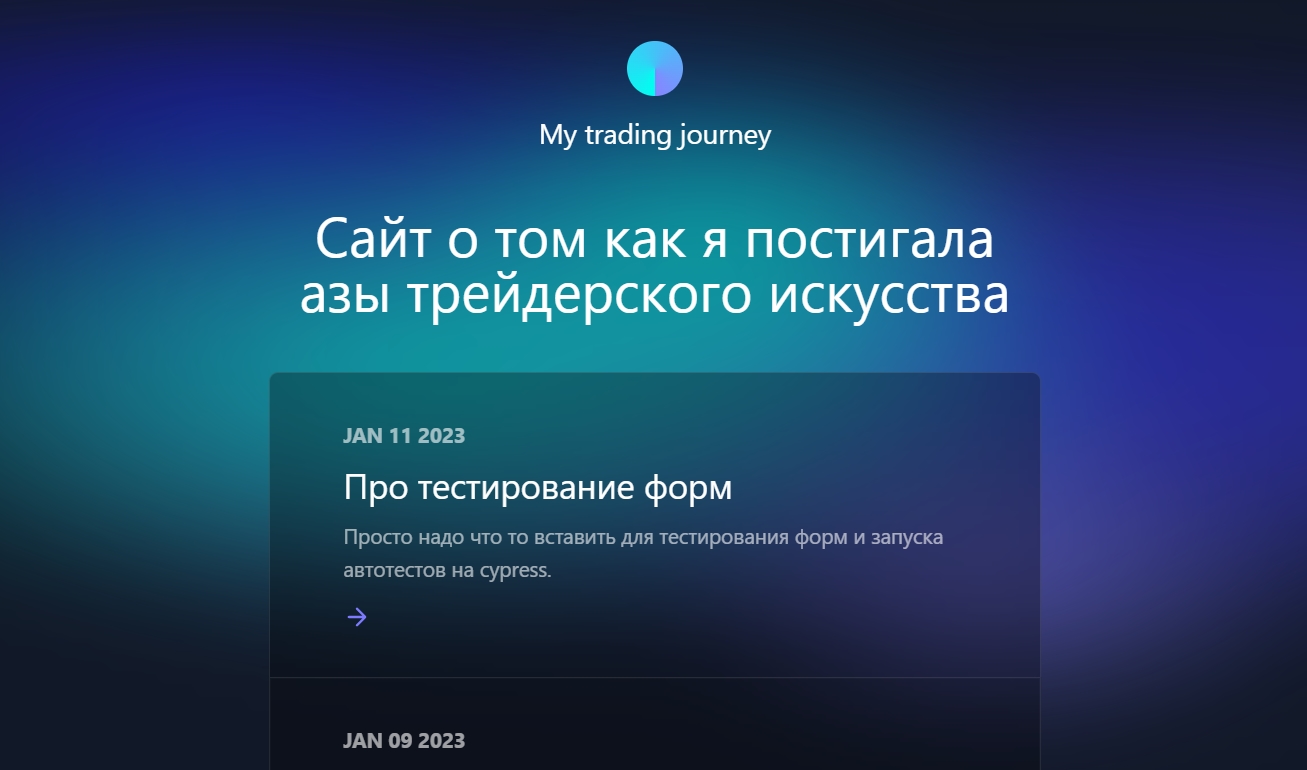 My trading journey
Сайт о том как я постигала
азы трейдерского искусства
JAN 11 2023
Про тестирование форм
Просто надо что то вставить для тестирования форм и запуска
автотестов на cypress.
JAN 09 2023